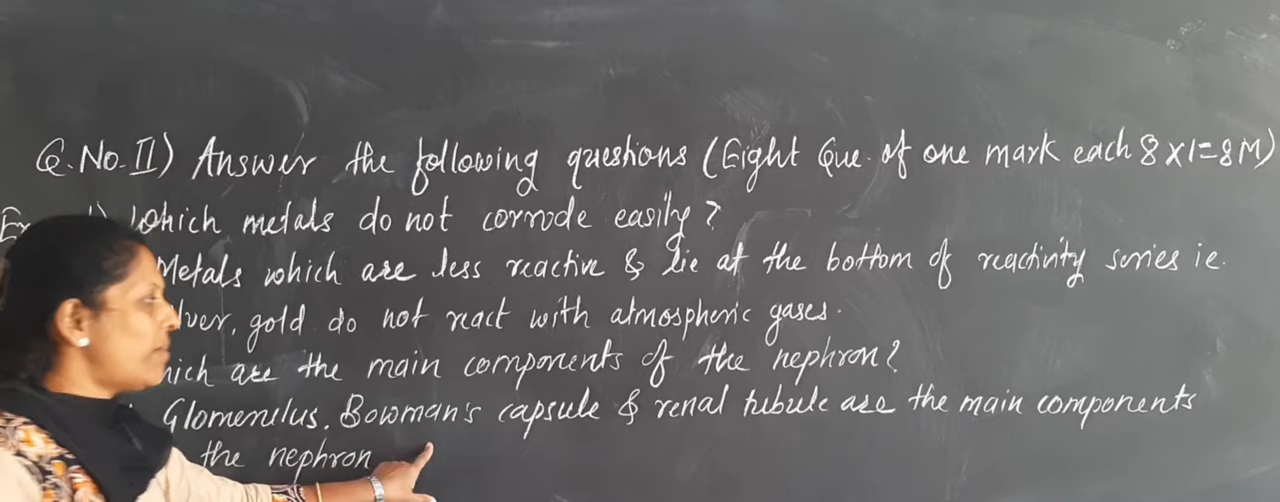 Q.No.II) Answer the following questions (Eight Que. of one mark each 8 x 1 = 8M)
which metals do not corrode easily?
Metals which are less reactive & lie at the bottom of reactivity series ie.
gold do not react with atmospheric gases.
are the main components of the nephron?
Glomerulus, Bowman's capsule & renal tubule are the main components
the nephron